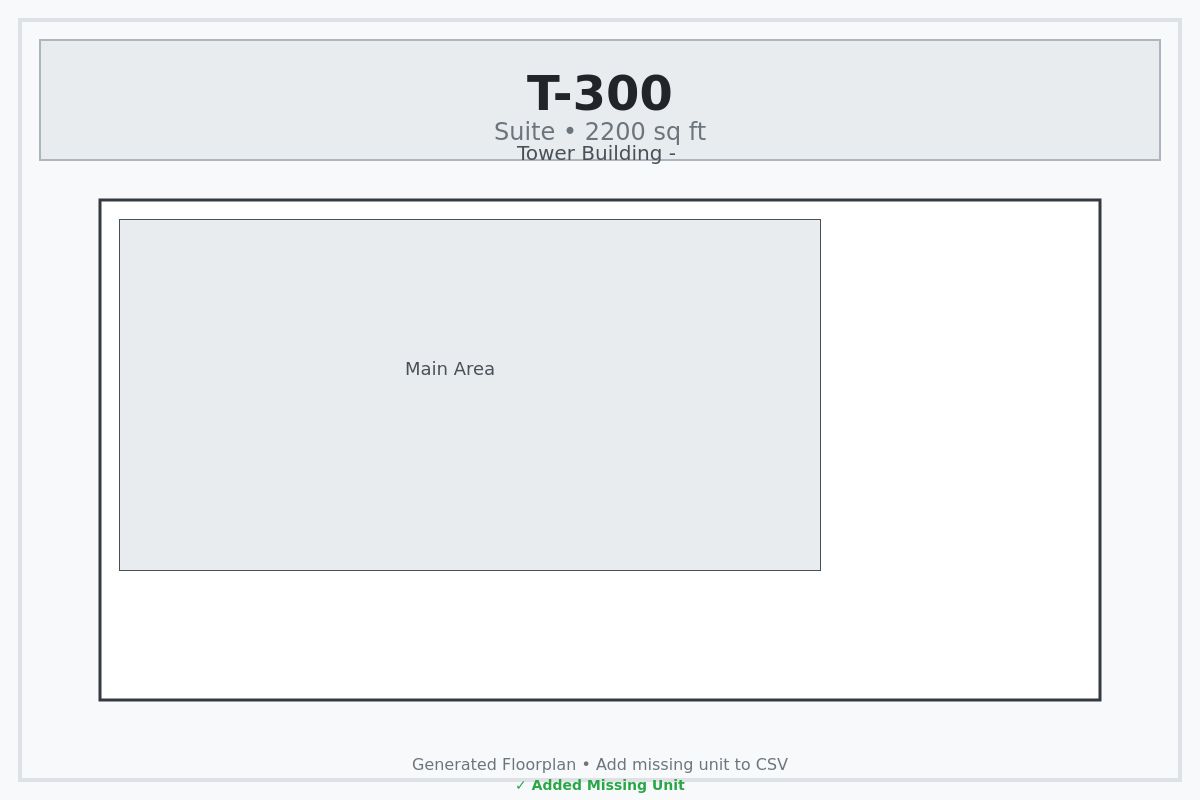 T-300
Suite • 2200 sq ft
Tower Building -
Main Area
Generated Floorplan • Add missing unit to CSV
✓ Added Missing Unit